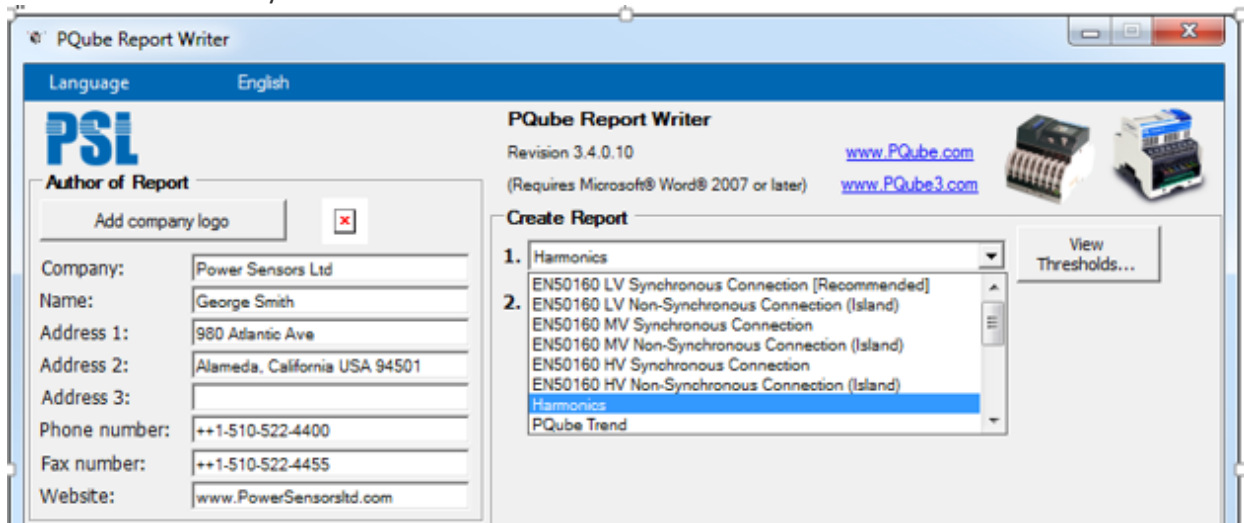 PQube Report Writer
Language English
PSL
PQube Report Writer
Revision 3.4.0.10 www.PQube.com
(Requires Microsoft® Word® 2007 or later) www.PQube3.com
Author of Report
Add company logo
Company: Power Sensors Ltd
Name: George Smith
Address 1: 980 Atlantic Ave
Address 2: Alameda, California USA 94501
Address 3:
Phone number: ++1-510-522-4400
Fax number: ++1-510-522-4455
Website: www.PowerSensorsltd.com
Create Report
1. Harmonics
View
Thresholds...
2.
EN50160 LV Synchronous Connection [Recommended]
EN50160 LV Non-Synchronous Connection (Island)
EN50160 MV Synchronous Connection
EN50160 MV Non-Synchronous Connection (Island)
EN50160 HV Synchronous Connection
EN50160 HV Non-Synchronous Connection (Island)
Harmonics
PQube Trend